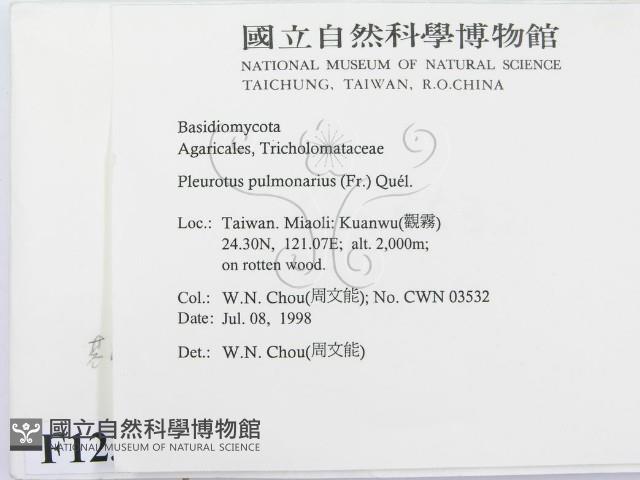 國立自然科學博物館
NATIONAL MUSEUM OF NATURAL SCIENCE
TAICHUNG, TAIWAN, R.O.CHINA
Basidiomycota
Agaricales, Tricholomataceae
Pleurotus pulmonarius (Fr.) Quél.
Loc.: Taiwan. Miaoli: Kuanwu(觀霧)
24.30N, 121.07E; alt. 2,000m;
on rotten wood.
Col.: W.N. Chou(周文能); No. CWN 03532
Date: Jul. 08, 1998
Det.: W.N. Chou(周文能)
國立自然科學博物館
NATIONAL MUSEUM OF NATURAL SCIENCE